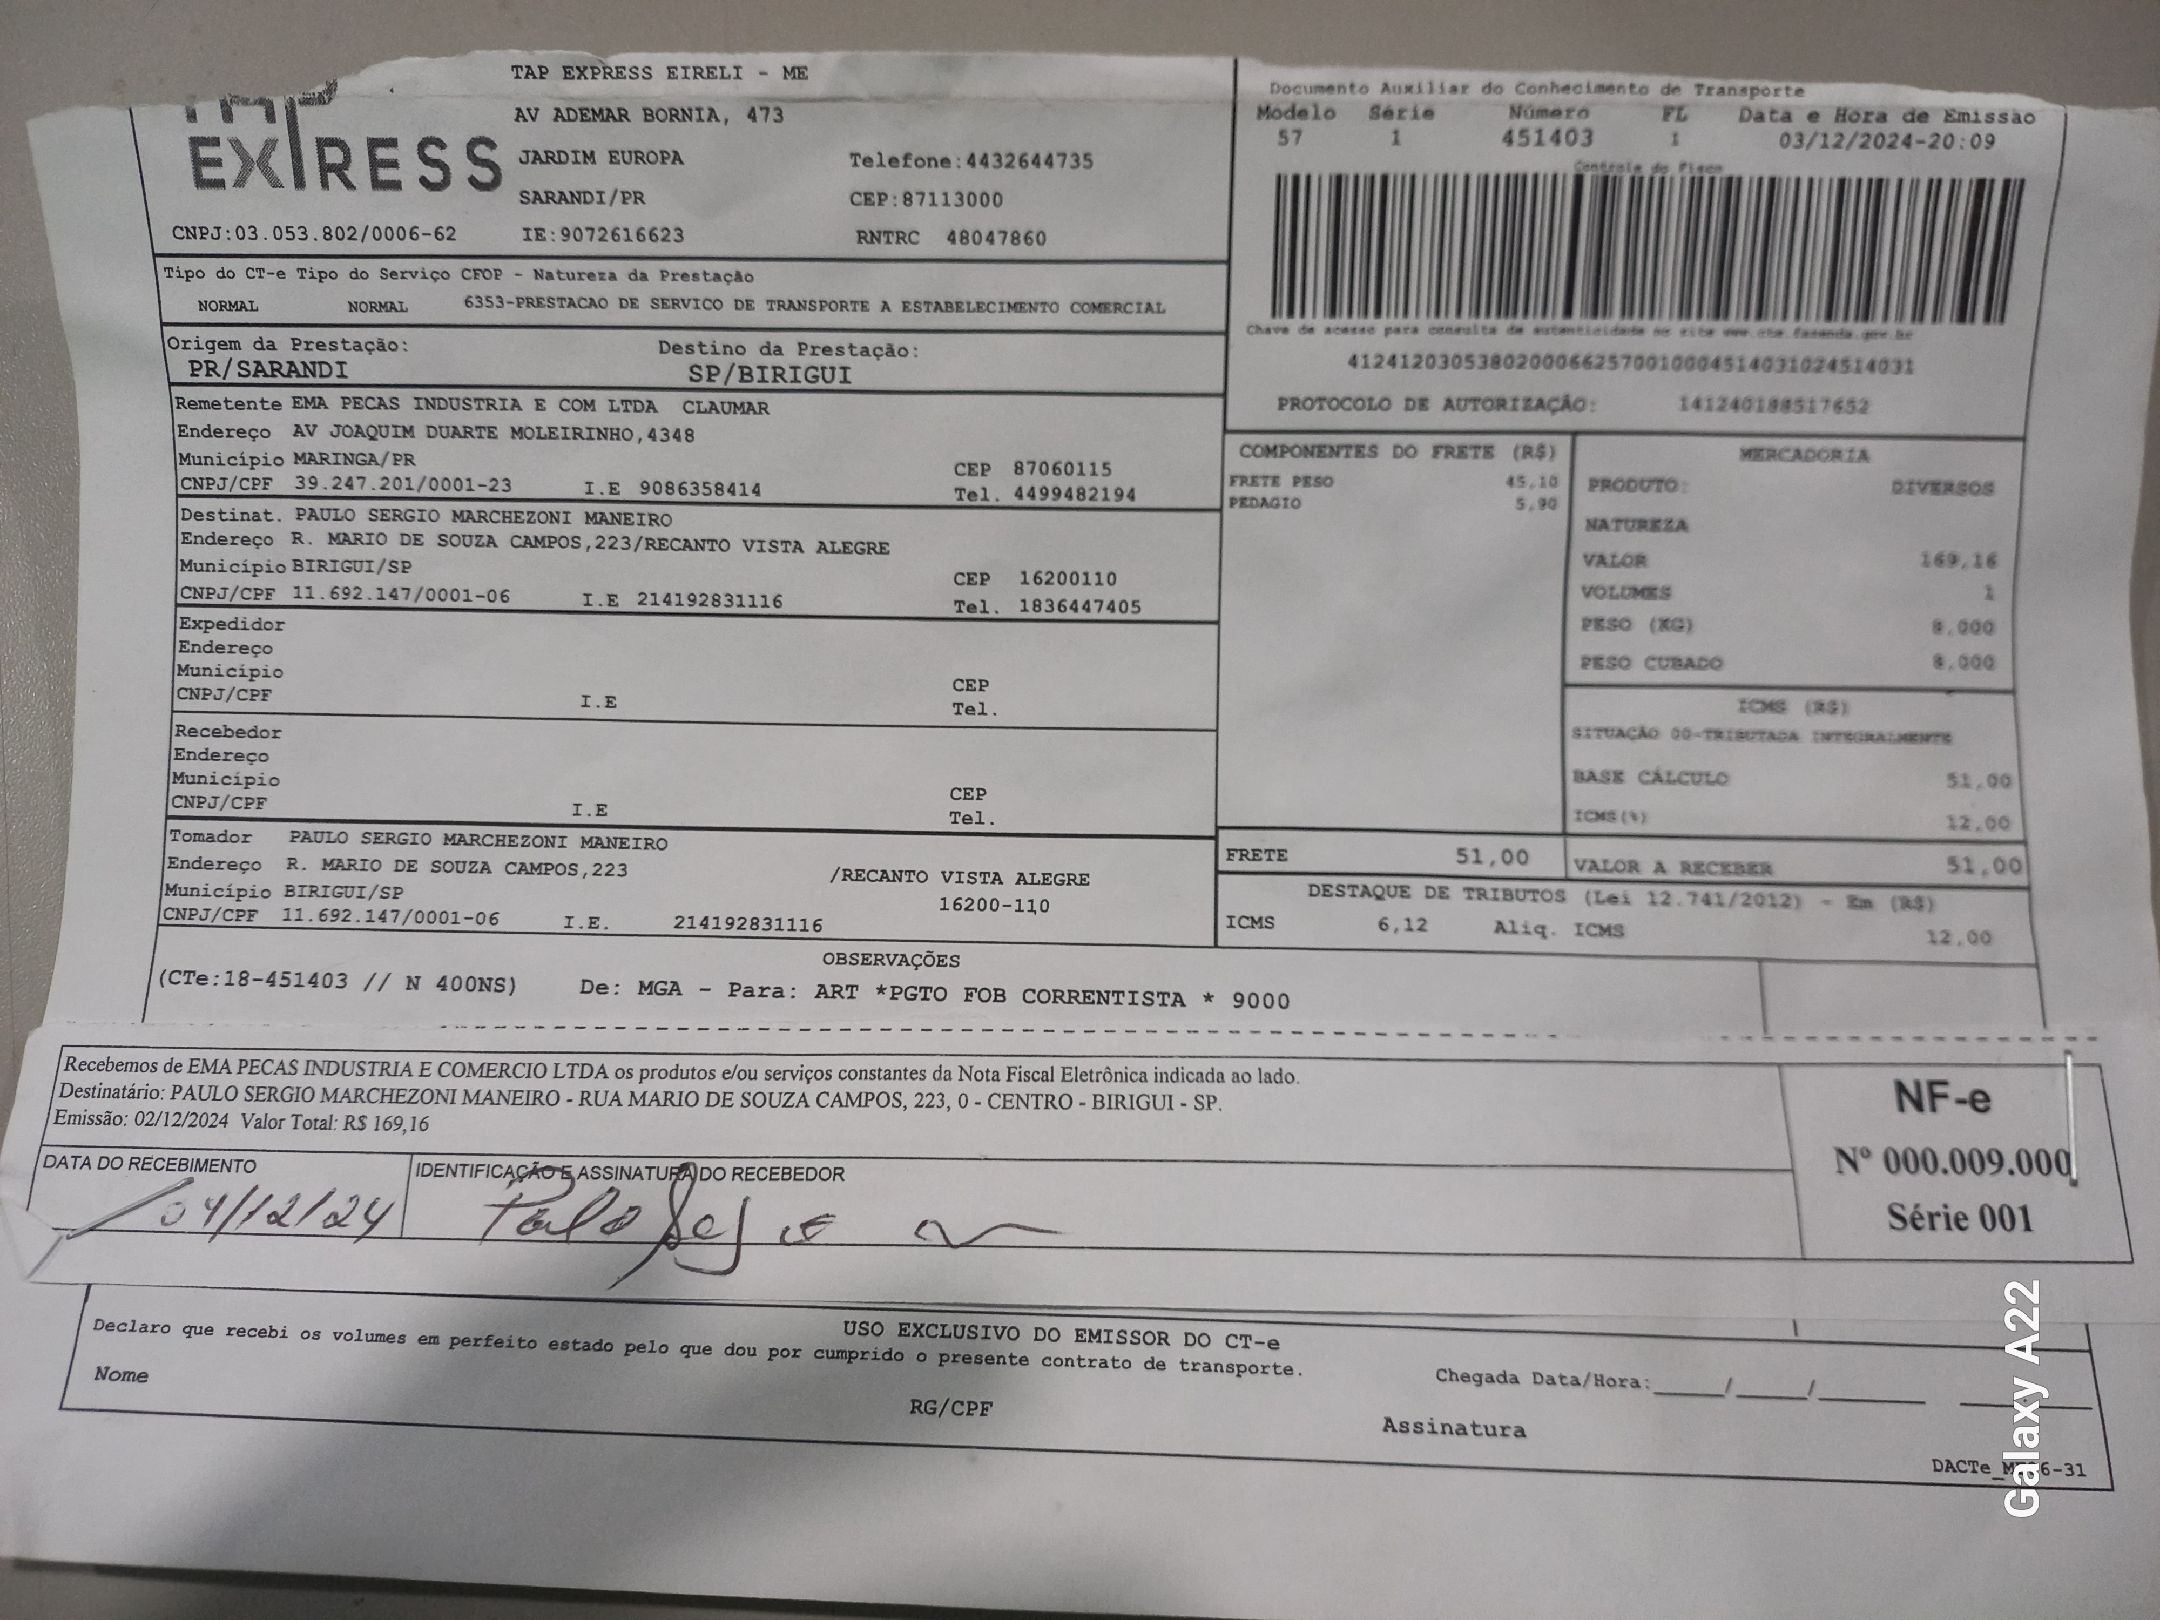 TAP EXPRESS EIRELI - ME
TAP
EXPRESS
AV ADEMAR BORNIA, 473
JARDIM EUROPA Telefone:4432644735
SARANDI/PR CEP:87113000
CNPJ:03.053.802/0006-62 IE:9072616623 RNTRC 48047860
Documento Auxiliar do Conhecimento de Transporte
Modelo Série Número FL Data e Hora de Emissão
57 1 451403 1 03/12/2024-20:09
Controle do Fisco
Chave de acesso para consulta de autenticidade no site www.cte.fazenda.gov.br
41241203053802000662570010004514031024514031
PROTOCOLO DE AUTORIZAÇÃO: 141240188517652
Tipo do CT-e Tipo do Serviço CFOP - Natureza da Prestação
NORMAL NORMAL 6353-PRESTACAO DE SERVICO DE TRANSPORTE A ESTABELECIMENTO COMERCIAL
Origem da Prestação: Destino da Prestação:
PR/SARANDI SP/BIRIGUI
Remetente EMA PECAS INDUSTRIA E COM LTDA CLAUMAR
Endereço AV JOAQUIM DUARTE MOLEIRINHO,4348
Município MARINGA/PR CEP 87060115
CNPJ/CPF 39.247.201/0001-23 I.E 9086358414 Tel. 4499482194
Destinat. PAULO SERGIO MARCHEZONI MANEIRO
Endereço R. MARIO DE SOUZA CAMPOS,223/RECANTO VISTA ALEGRE
Município BIRIGUI/SP CEP 16200110
CNPJ/CPF 11.692.147/0001-06 I.E 214192831116 Tel. 1836447405
Expedidor
Endereço
Município CEP
CNPJ/CPF I.E Tel.
Recebedor
Endereço
Município CEP
CNPJ/CPF I.E Tel.
Tomador PAULO SERGIO MARCHEZONI MANEIRO
Endereço R. MARIO DE SOUZA CAMPOS,223 /RECANTO VISTA ALEGRE
Município BIRIGUI/SP 16200-110
CNPJ/CPF 11.692.147/0001-06 I.E. 214192831116
COMPONENTES DO FRETE (R$)
FRETE PESO 45,10
PEDAGIO 5,90
MERCADORIA
PRODUTO: DIVERSOS
NATUREZA
VALOR 169,16
VOLUMES 1
PESO (KG) 8,000
PESO CUBADO 8,000
ICMS (R$)
SITUAÇÃO 00-TRIBUTADA INTEGRALMENTE
BASE CÁLCULO 51,00
ICMS(%) 12,00
FRETE 51,00 VALOR A RECEBER 51,00
DESTAQUE DE TRIBUTOS (Lei 12.741/2012) - Em (R$)
ICMS 6,12 Aliq. ICMS 12,00
OBSERVAÇÕES
(CTe:18-451403 // N 400NS) De: MGA - Para: ART *PGTO FOB CORRENTISTA * 9000
Recebemos de EMA PECAS INDUSTRIA E COMERCIO LTDA os produtos e/ou serviços constantes da Nota Fiscal Eletrônica indicada ao lado.
Destinatário: PAULO SERGIO MARCHEZONI MANEIRO - RUA MARIO DE SOUZA CAMPOS, 223, 0 - CENTRO - BIRIGUI - SP.
Emissão: 02/12/2024 Valor Total: R$ 169,16
DATA DO RECEBIMENTO IDENTIFICAÇÃO E ASSINATURA DO RECEBEDOR
04/12/24 Paulo Sergio
NF-e
Nº 000.009.000
Série 001
USO EXCLUSIVO DO EMISSOR DO CT-e
Declaro que recebi os volumes em perfeito estado pelo que dou por cumprido o presente contrato de transporte.
Nome RG/CPF Chegada Data/Hora:____/____/______
Assinatura
Galaxy A22